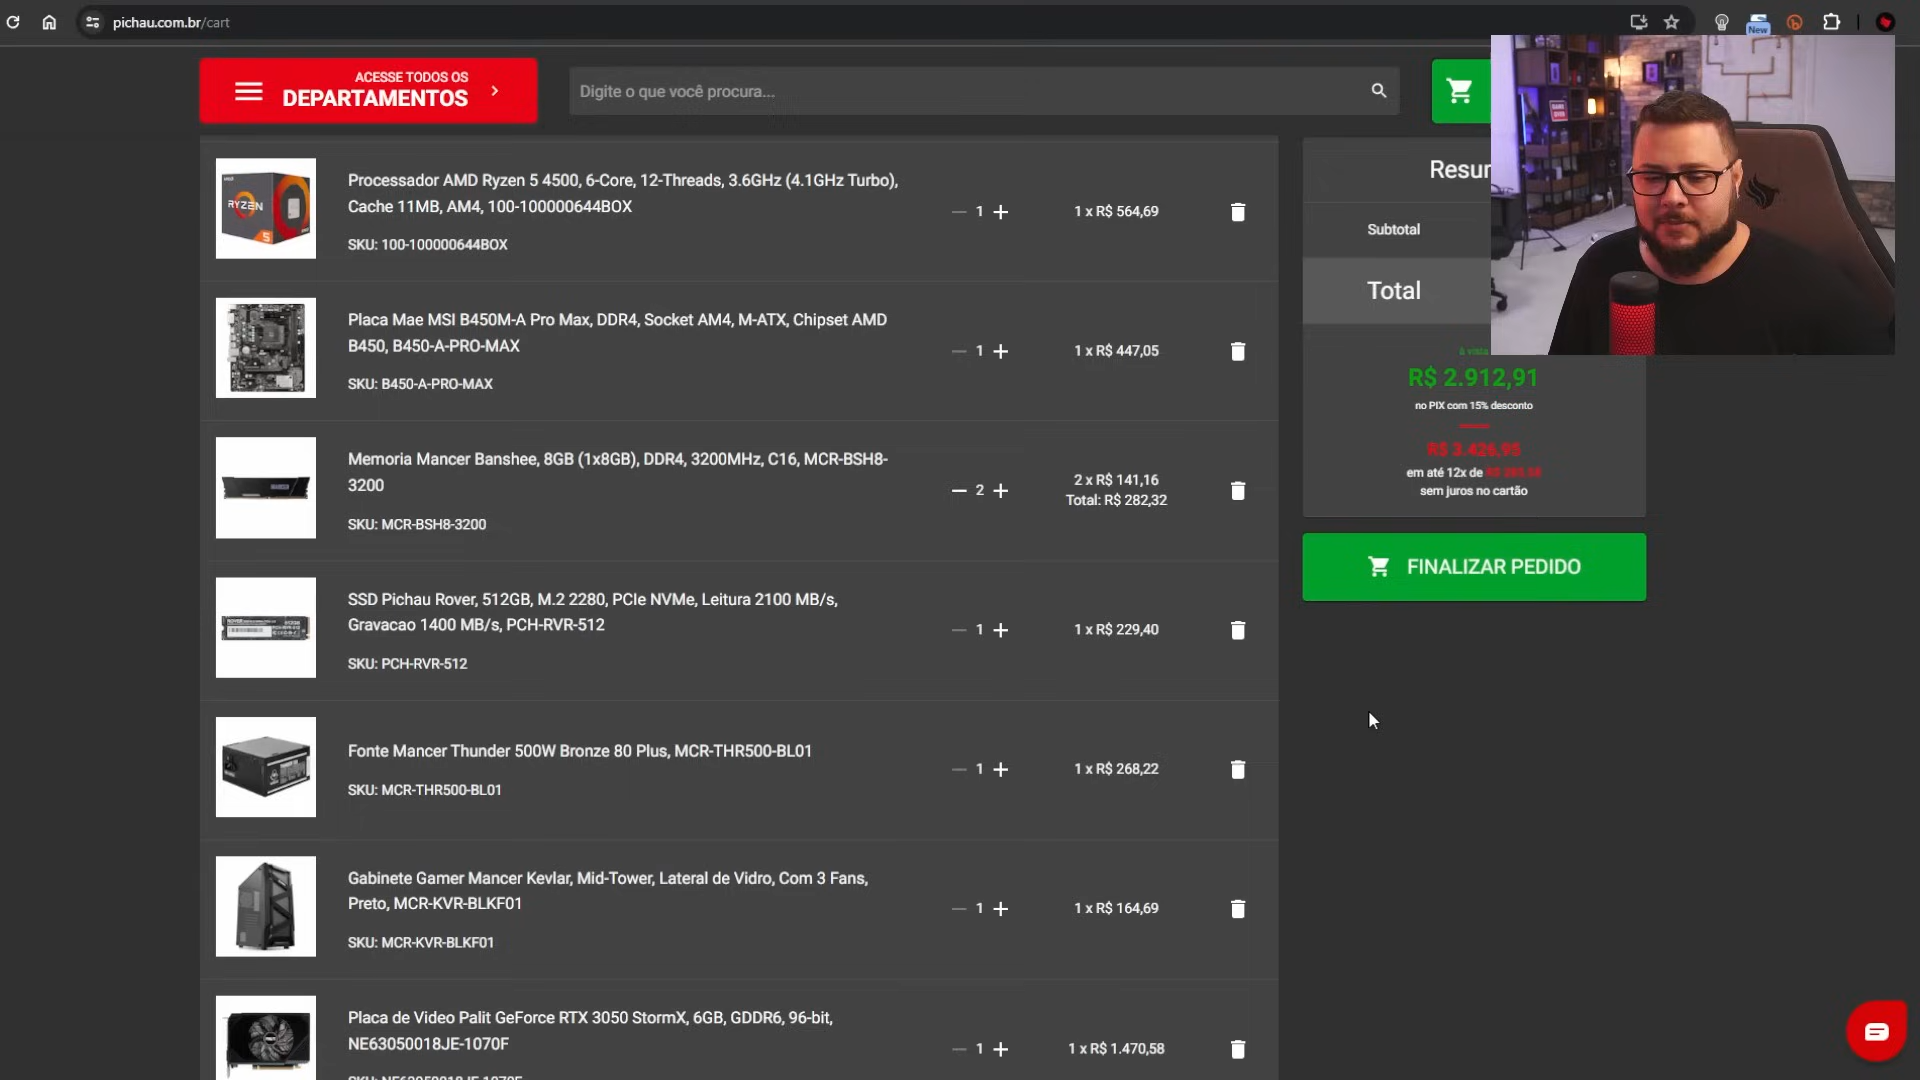 pichau.com.br/cart
New
ACESSE TODOS OS
DEPARTAMENTOS
Digite o que você procura...
Processador AMD Ryzen 5 4500, 6-Core, 12-Threads, 3.6GHz (4.1GHz Turbo),
Cache 11MB, AM4, 100-100000644BOX
SKU: 100-100000644BOX
1
1 x R$ 564,69
RYZEN
5
Placa Mae MSI B450M-A Pro Max, DDR4, Socket AM4, M-ATX, Chipset AMD
B450, B450-A-PRO-MAX
SKU: B450-A-PRO-MAX
1
1 x R$ 447,05
Memoria Mancer Banshee, 8GB (1x8GB), DDR4, 3200MHz, C16, MCR-BSH8-
3200
SKU: MCR-BSH8-3200
2
2 x R$ 141,16
Total: R$ 282,32
SSD Pichau Rover, 512GB, M.2 2280, PCIe NVMe, Leitura 2100 MB/s,
Gravacao 1400 MB/s, PCH-RVR-512
SKU: PCH-RVR-512
1
1 x R$ 229,40
Fonte Mancer Thunder 500W Bronze 80 Plus, MCR-THR500-BL01
SKU: MCR-THR500-BL01
1
1 x R$ 268,22
Gabinete Gamer Mancer Kevlar, Mid-Tower, Lateral de Vidro, Com 3 Fans,
Preto, MCR-KVR-BLKF01
SKU: MCR-KVR-BLKF01
1
1 x R$ 164,69
Placa de Video Palit GeForce RTX 3050 StormX, 6GB, GDDR6, 96-bit,
NE63050018JE-1070F
SKU: NE63050018JE-1070F
1
1 x R$ 1.470,58
Resur
Subtotal
Total
à vista
R$ 2.912,91
no PIX com 15% desconto
R$ 3.426,95
em até 12x de
sem juros no cartão
FINALIZAR PEDIDO